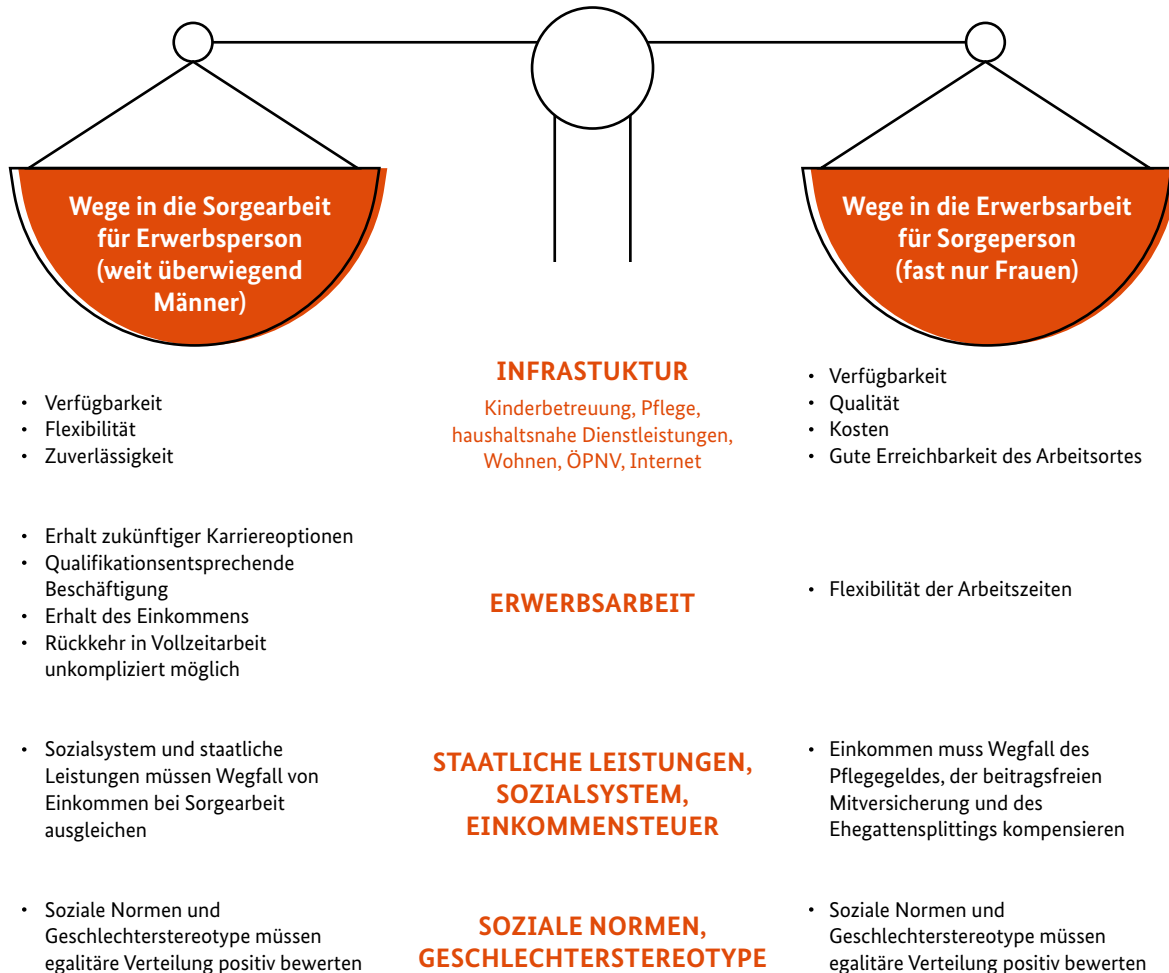 Wege in die Sorgearbeit
für Erwerbsperson
(weit überwiegend
Männer)
Wege in die Erwerbsarbeit
für Sorgeperson
(fast nur Frauen)
• Verfügbarkeit
• Flexibilität
• Zuverlässigkeit
INFRASTUKTUR
Kinderbetreuung, Pflege,
haushaltsnahe Dienstleistungen,
Wohnen, ÖPNV, Internet
• Verfügbarkeit
• Qualität
• Kosten
• Gute Erreichbarkeit des Arbeitsortes
• Erhalt zukünftiger Karriereoptionen
• Qualifikationsentsprechende
Beschäftigung
• Erhalt des Einkommens
• Rückkehr in Vollzeitarbeit
unkompliziert möglich
ERWERBSARBEIT
• Flexibilität der Arbeitszeiten
• Sozialsystem und staatliche
Leistungen müssen Wegfall von
Einkommen bei Sorgearbeit
ausgleichen
STAATLICHE LEISTUNGEN,
SOZIALSYSTEM,
EINKOMMENSTEUER
• Einkommen muss Wegfall des
Pflegegeldes, der beitragsfreien
Mitversicherung und des
Ehegattensplittings kompensieren
• Soziale Normen und
Geschlechterstereotype müssen
egalitäre Verteilung positiv bewerten
SOZIALE NORMEN,
GESCHLECHTERSTEREOTYPE
• Soziale Normen und
Geschlechterstereotype müssen
egalitäre Verteilung positiv bewerten